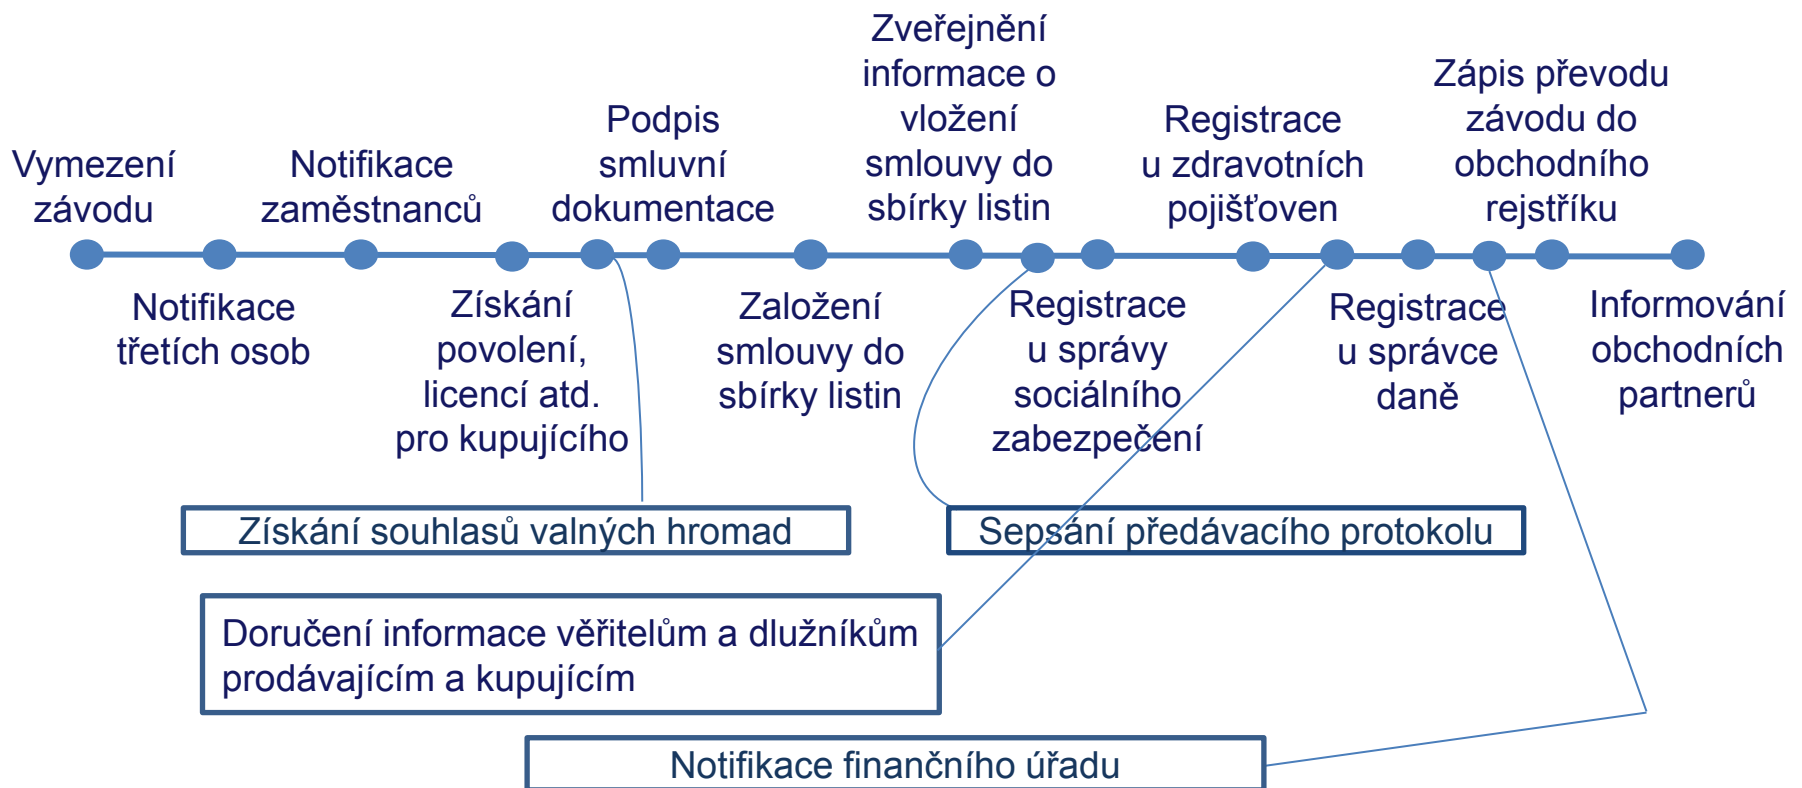 Vymezení
závodu
Notifikace
třetích osob
Notifikace
zaměstnanců
Získání
povolení,
licencí atd.
pro kupujícího
Podpis
smluvní
dokumentace
Založení
smlouvy do
sbírky listin
Zveřejnění
informace o
vložení
smlouvy do
sbírky listin
Registrace
u správy
sociálního
zabezpečení
Registrace
u zdravotních
pojišťoven
Registrace
u správce
daně
Zápis převodu
závodu do
obchodního
rejstříku
Informování
obchodních
partnerů
Získání souhlasů valných hromad
Sepsání předávacího protokolu
Doručení informace věřitelům a dlužníkům
prodávajícím a kupujícím
Notifikace finančního úřadu